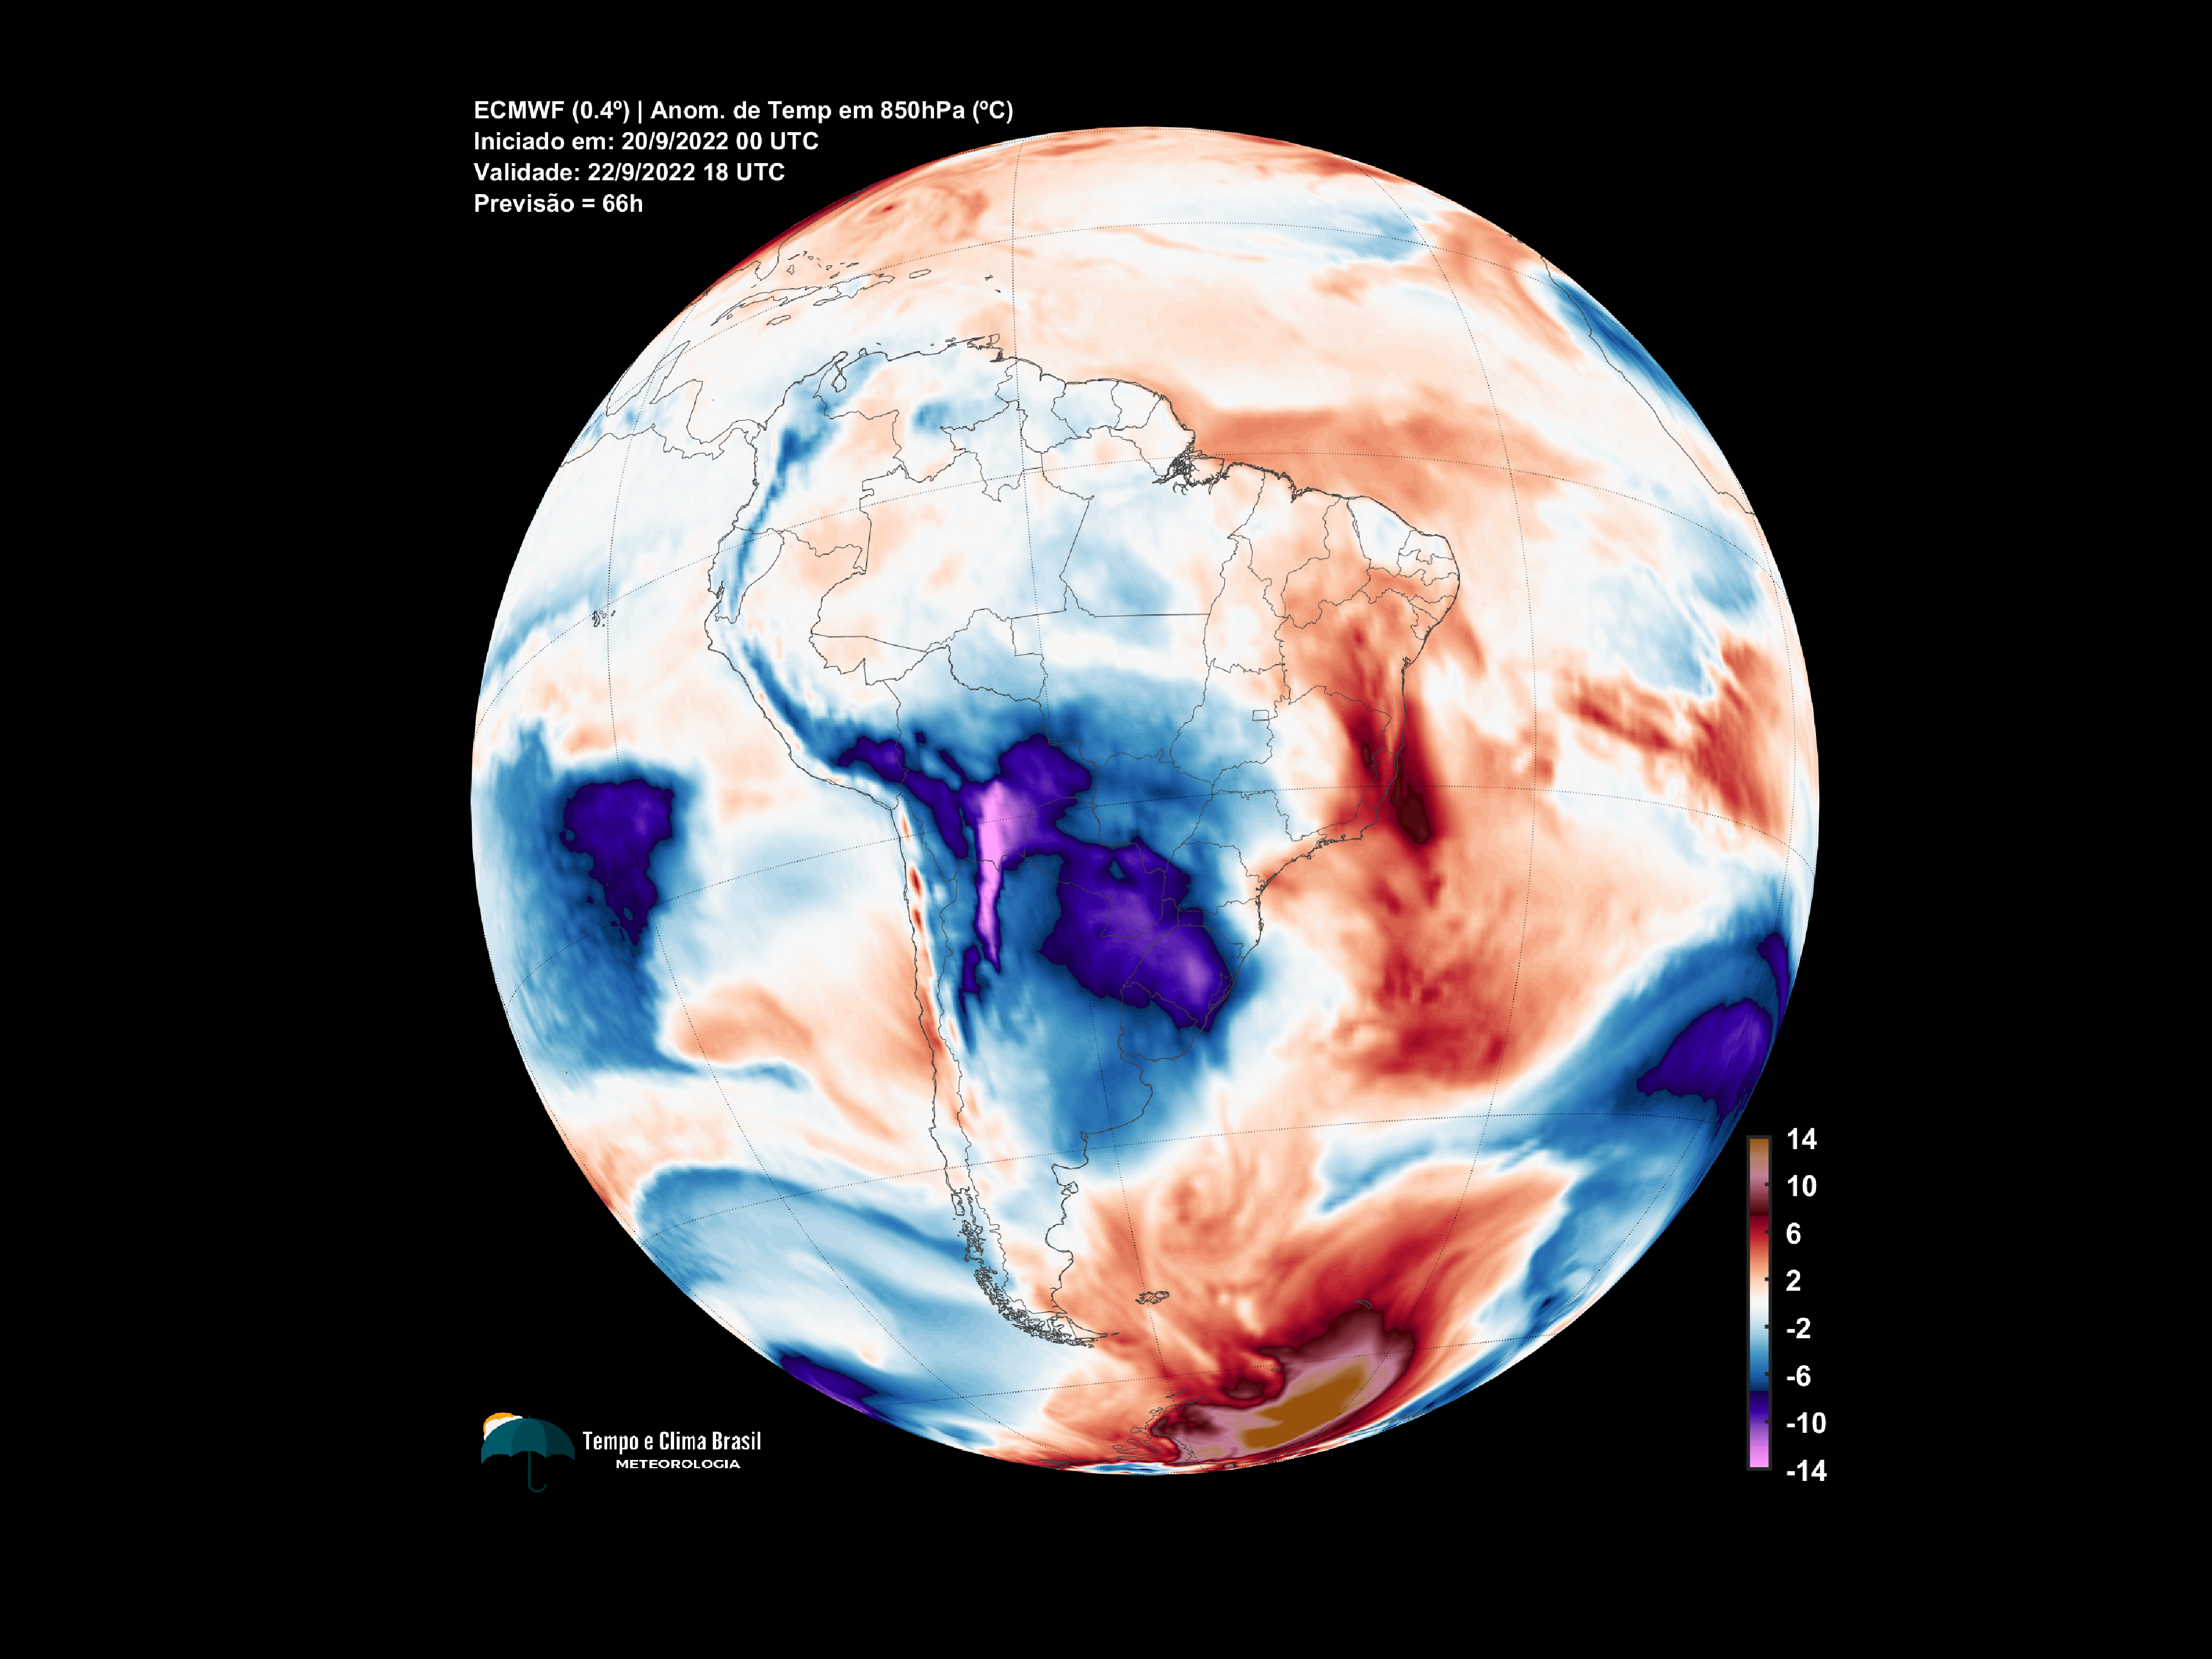 ECMWF (0.4º) | Anom. de Temp em 850hPa (ºC)
Iniciado em: 20/9/2022 00 UTC
Validade: 22/9/2022 18 UTC
Previsão = 66h
14
10
6
2
-2
-6
-10
-14
Tempo e Clima Brasil
METEOROLOGIA